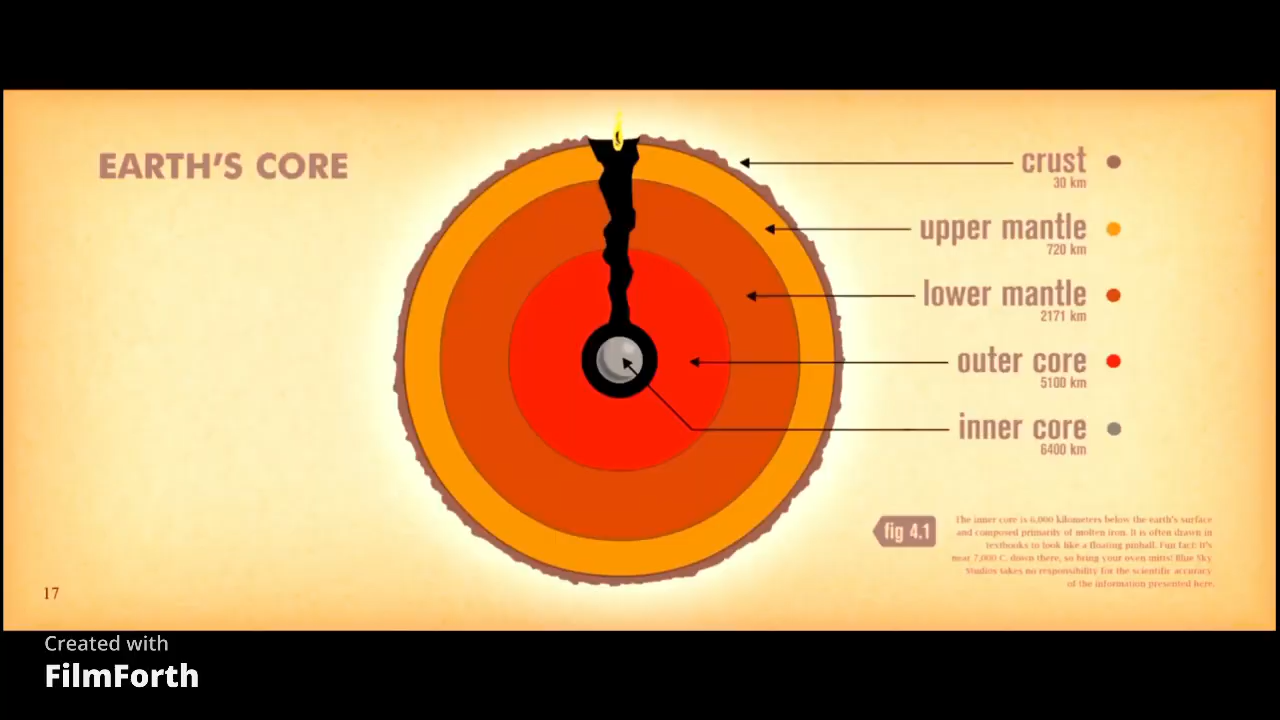 EARTH'S CORE
crust
30 km
upper mantle
720 km
lower mantle
2171 km
outer core
5100 km
inner core
6400 km
fig 4.1
The inner core is 6,000 kilometers below the earth's surface
and composed primarily of molten iron. It is often drawn in
textbooks to look like a floating pinball. Fun fact: It's
near 7,000 C. down there, so bring your oven mitts! Blue Sky
Studios takes no responsibility for the scientific accuracy
of the information presented here.
17
Created with
FilmForth